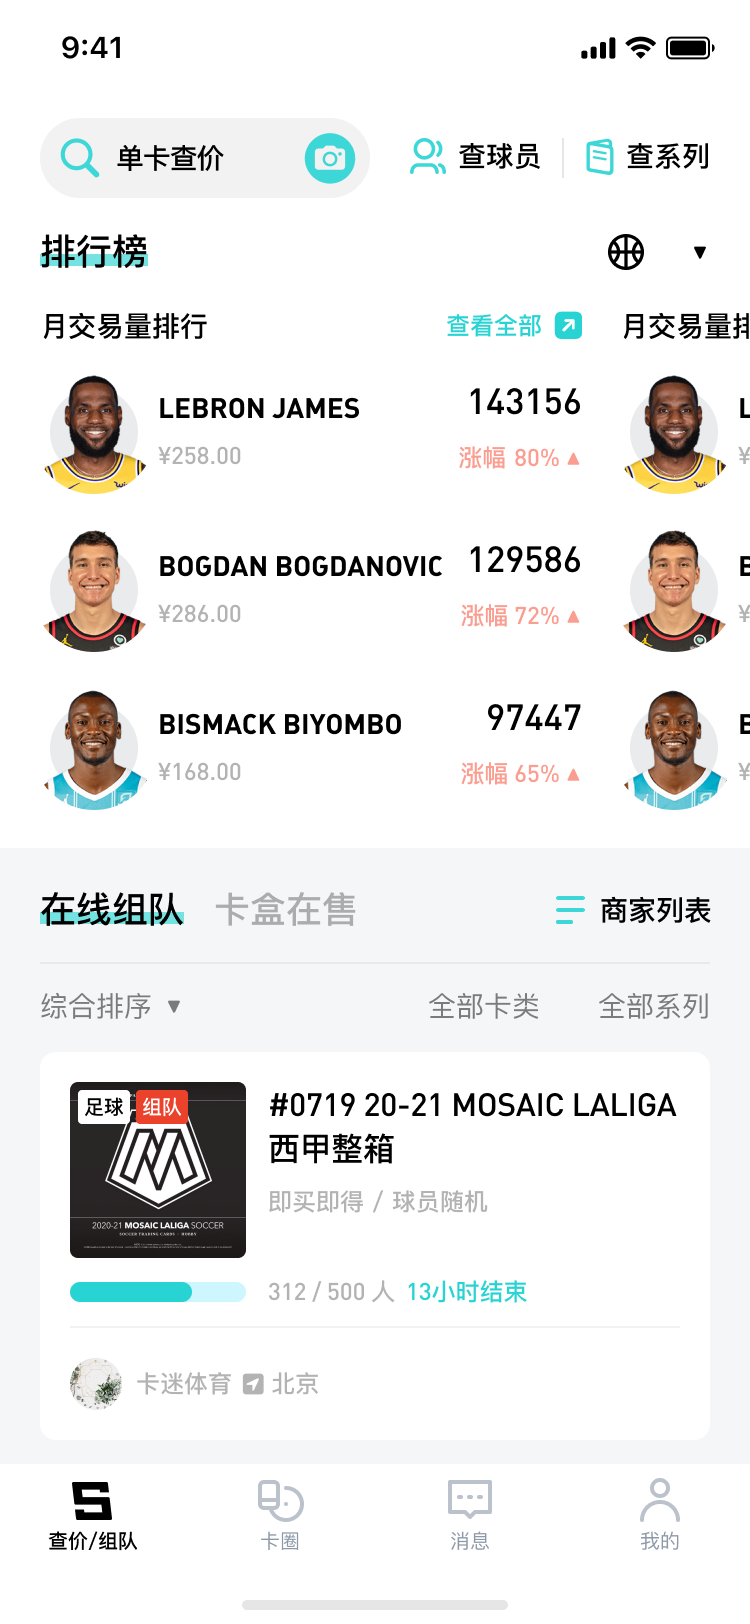 9:41
单卡查价
查球员
查系列
排行榜
月交易量排行
查看全部
月交易量排
LEBRON JAMES
143156
¥258.00
涨幅 80%
BOGDAN BOGDANOVIC
129586
¥286.00
涨幅 72%
BISMACK BIYOMBO
97447
¥168.00
涨幅 65%
在线组队
卡盒在售
商家列表
综合排序
全部卡类
全部系列
足球
组队
2020-21 MOSAIC LALIGA SOCCER
SOCCER TRADING CARDS · HOBBY
#0719 20-21 MOSAIC LALIGA
西甲整箱
即买即得 / 球员随机
312 / 500 人
13小时结束
卡迷体育
北京
查价/组队
卡圈
消息
我的